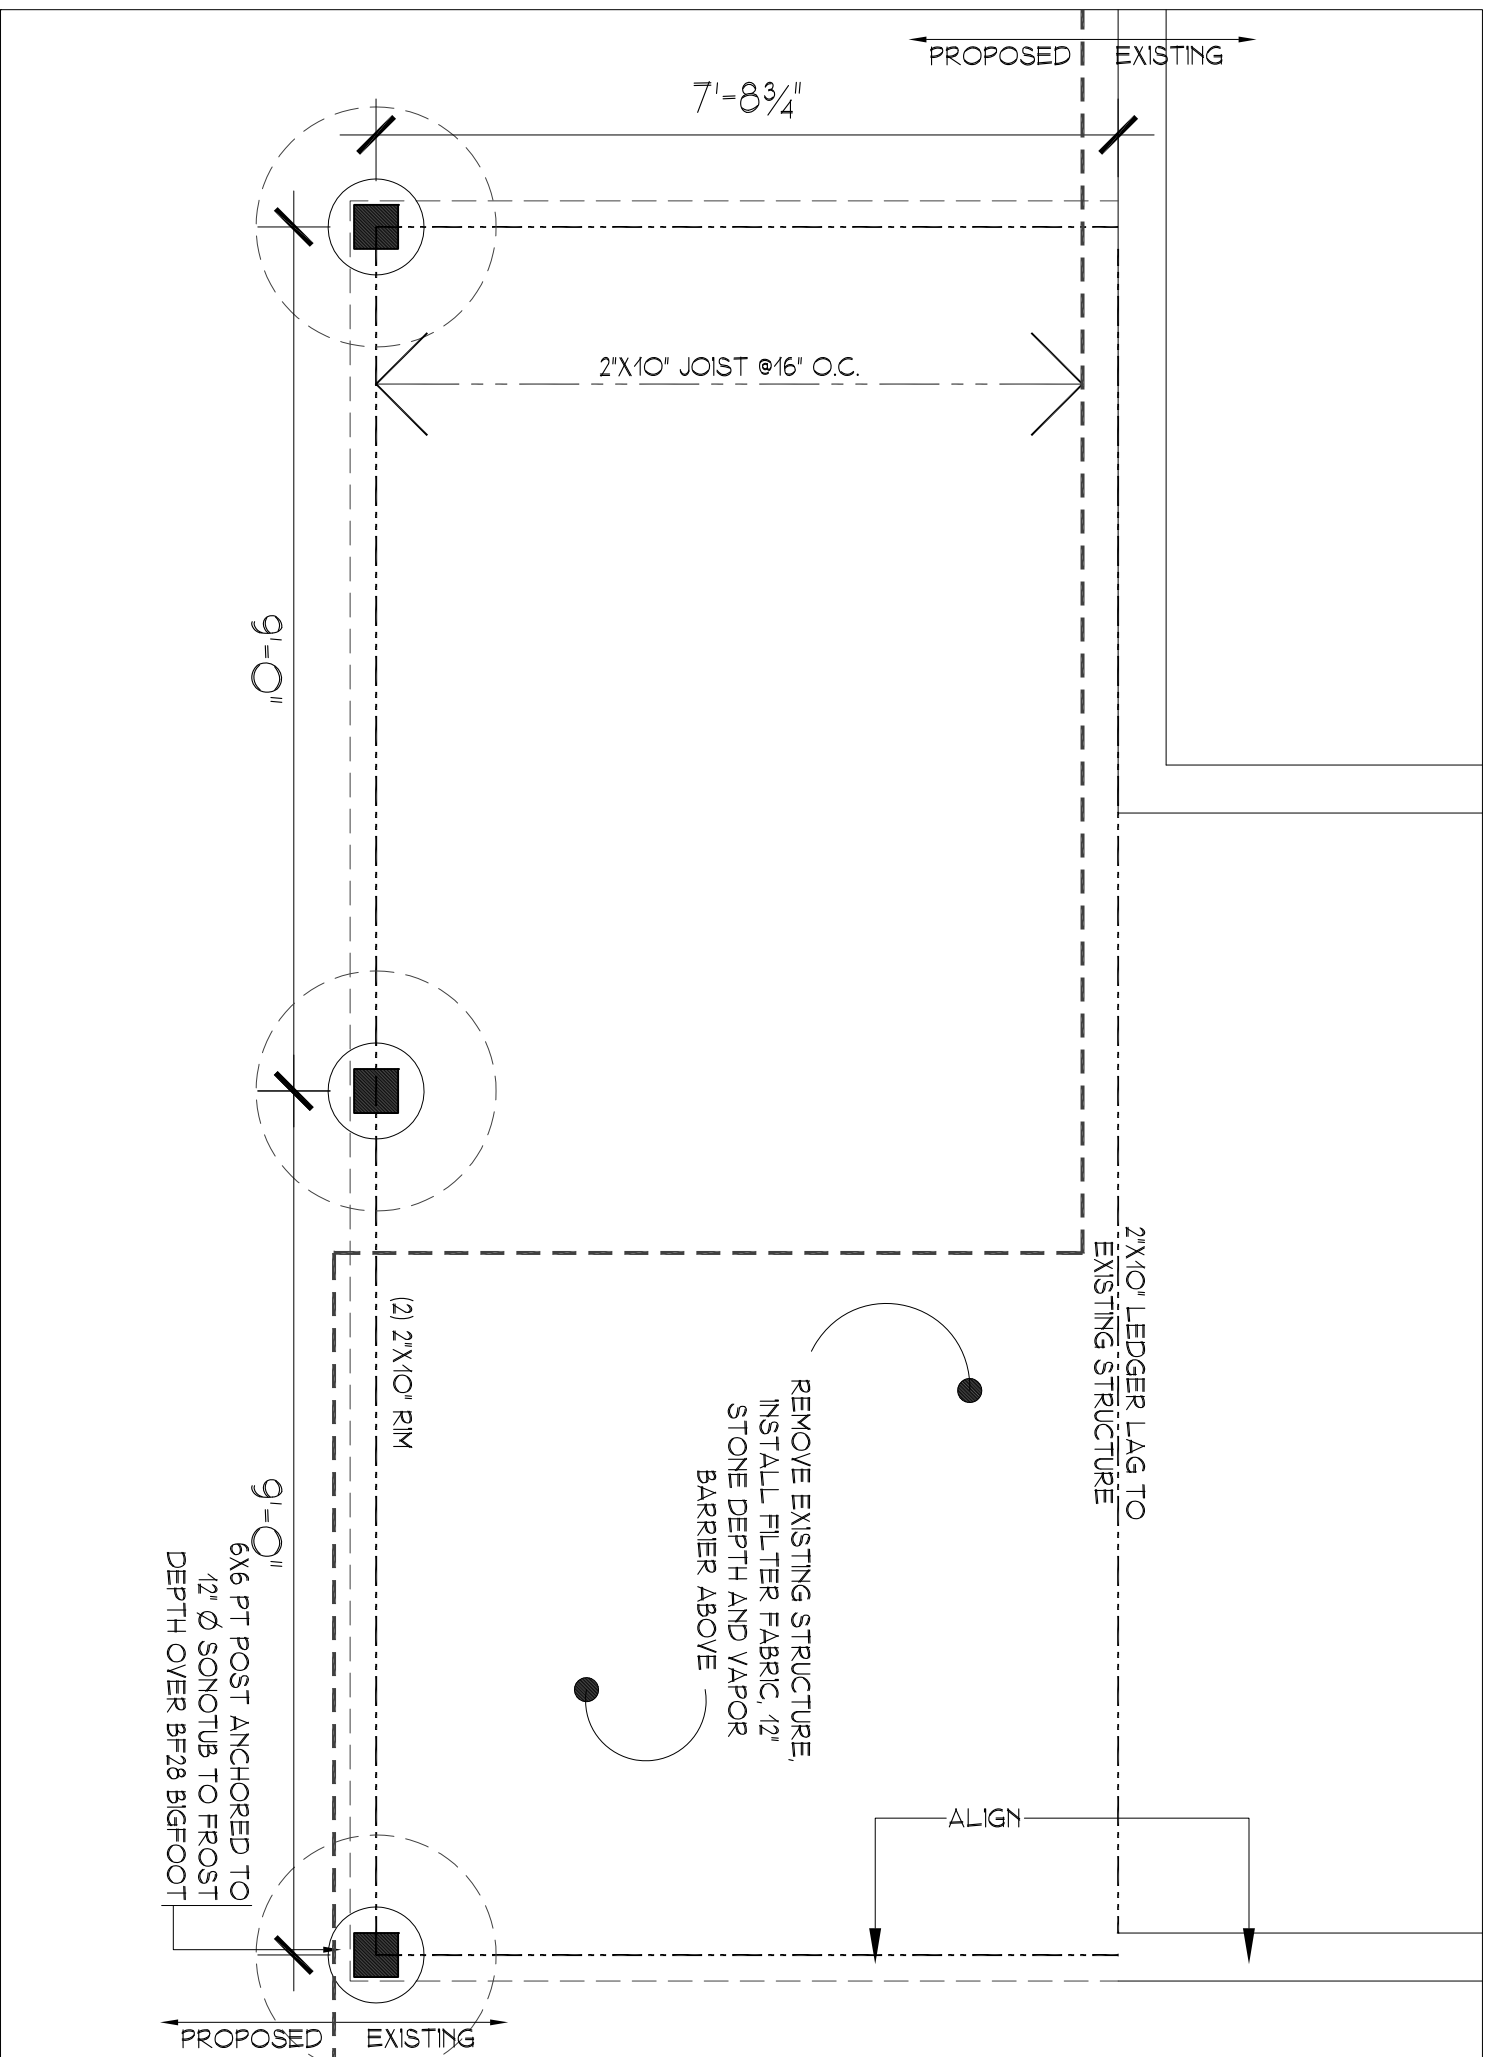 PROPOSED EXISTING
7'-8¾"
2"X10" JOIST @16" O.C.
9'-0"
2"X10" LEDGER LAG TO
EXISTING STRUCTURE
(2) 2"X10" RIM
REMOVE EXISTING STRUCTURE,
INSTALL FILTER FABRIC, 12"
STONE DEPTH AND VAPOR
BARRIER ABOVE
9'-0"
6X6 PT POST ANCHORED TO
12" Ø SONOTUB TO FROST
DEPTH OVER BF28 BIGFOOT
ALIGN
PROPOSED EXISTING